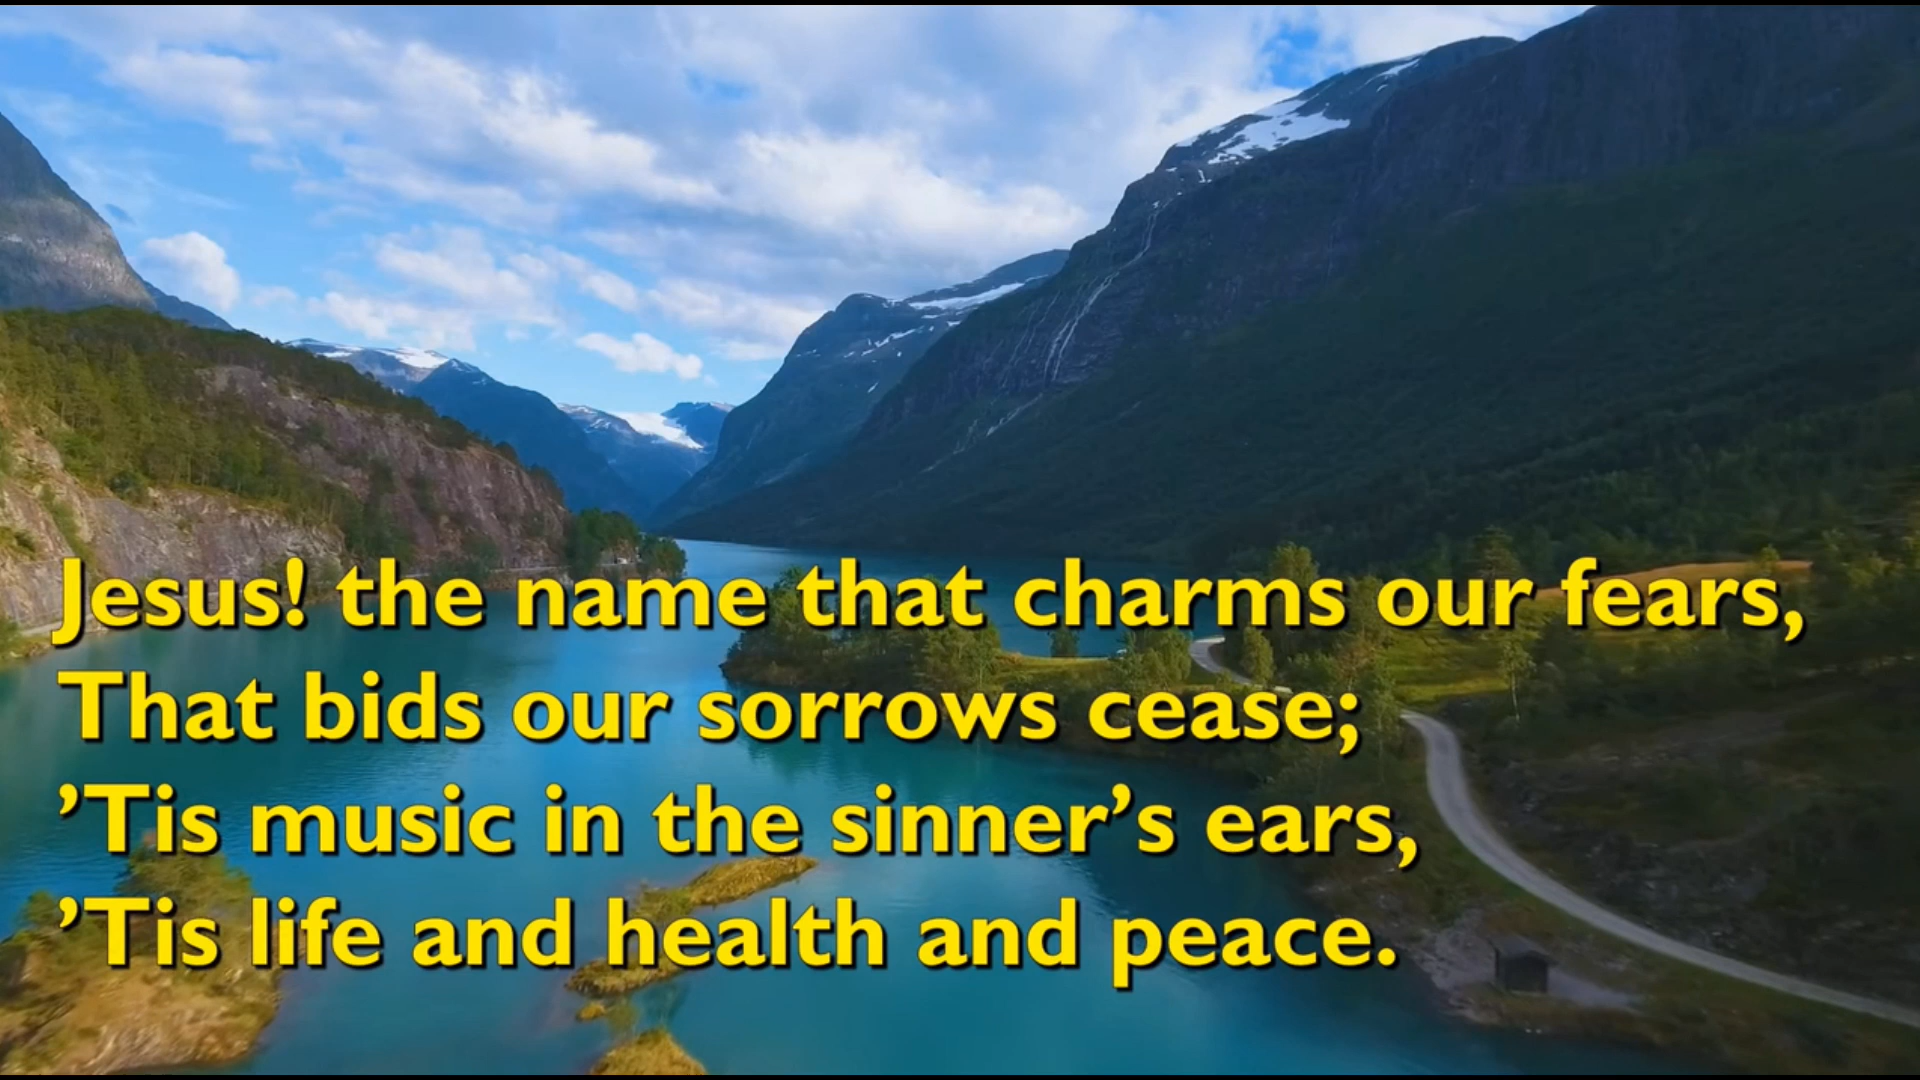 Jesus! the name that charms our fears,
That bids our sorrows cease;
’Tis music in the sinner’s ears,
’Tis life and health and peace.